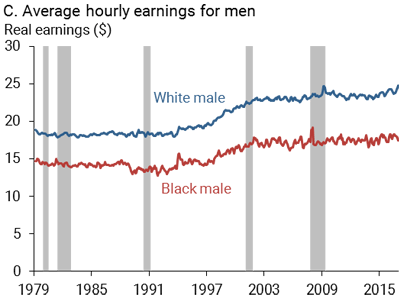 C. Average hourly earnings for men
Real earnings ($)
30
25
20
15
10
5
0
White male
Black male
1979 1985 1991 1997 2003 2009 2015